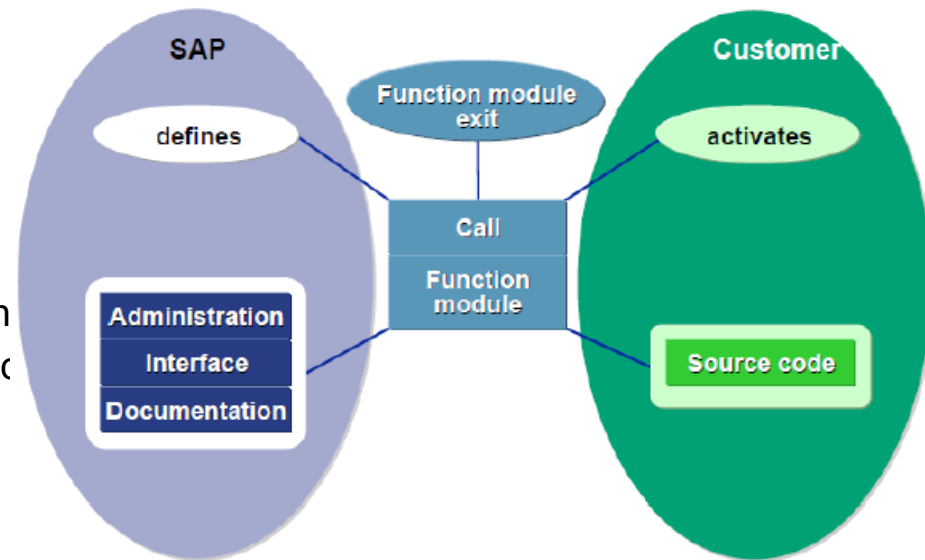 SAP
Customer
Function module
exit
defines
activates
Call
Function
module
Administration
Interface
Documentation
Source code